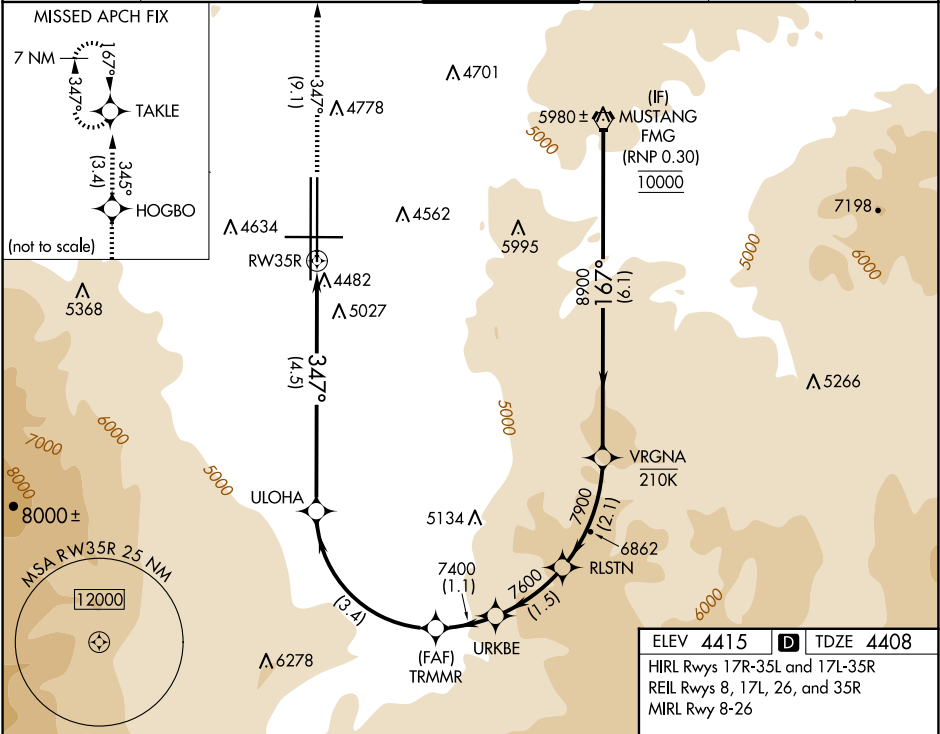 MISSED APCH FIX
7 NM
167°
347°
TAKLE
345°
(3.4)
HOGBO
(not to scale)
347°
(9.1)
4778
4701
5980 ±
(IF)
MUSTANG
FMG
(RNP 0.30)
10000
5000
4634
4562
5995
7198
5000
6000
RW35R
4482
5027
5368
8900
167°
(6.1)
347°
(4.5)
5266
6000
7000
8000
5000
5000
8000 ±
ULOHA
VRGNA
210K
5134
7900
(2.1)
6862
RLSTN
7400
(1.1)
7600
(1.5)
6000
MSA RW35R 25 NM
12000
(3.4)
URKBE
(FAF)
TRMMR
6278
ELEV 4415 D TDZE 4408
HIRL Rwys 17R-35L and 17L-35R
REIL Rwys 8, 17L, 26, and 35R
MIRL Rwy 8-26